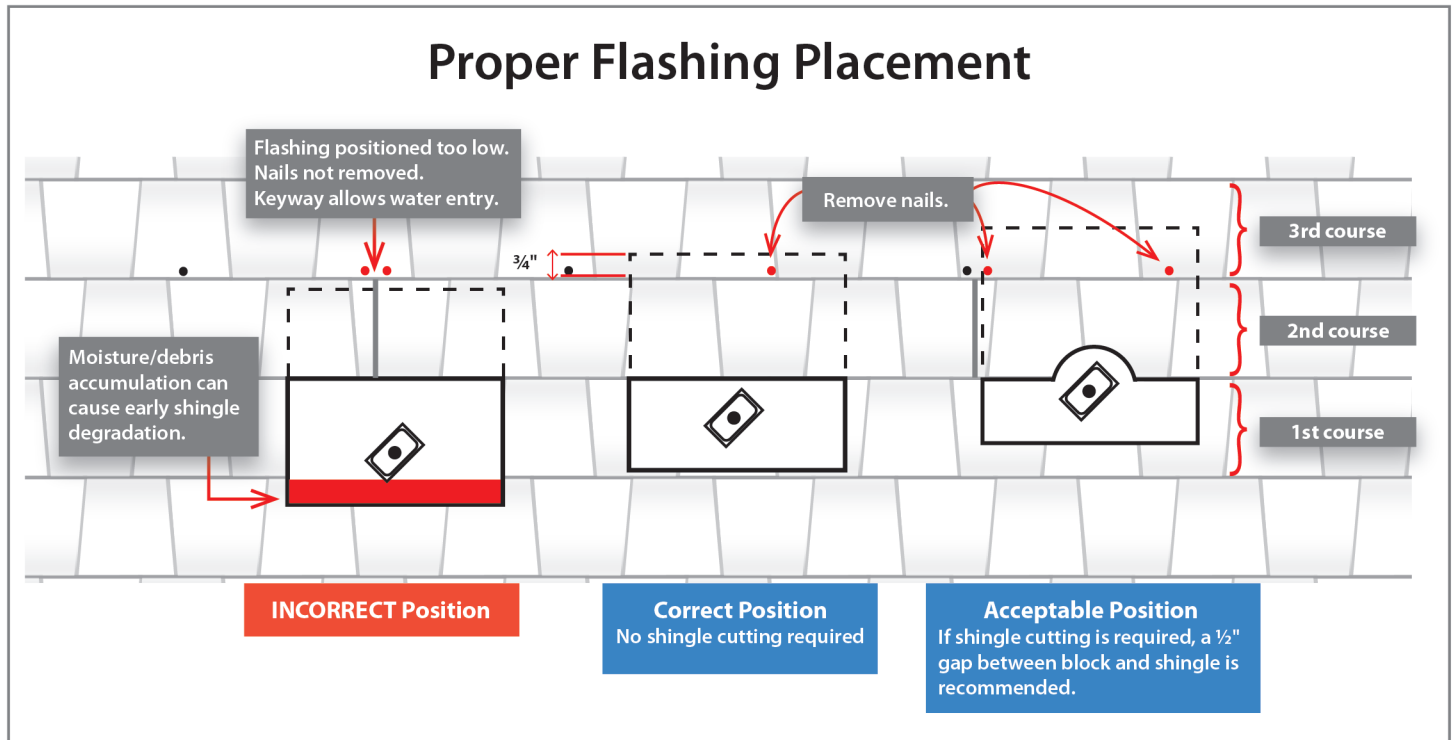 Proper Flashing Placement
Flashing positioned too low.
Nails not removed.
Keyway allows water entry.
Remove nails.
3rd course
¾"
2nd course
Moisture/debris
accumulation can
cause early shingle
degradation.
1st course
INCORRECT Position
Correct Position
No shingle cutting required
Acceptable Position
If shingle cutting is required, a ½"
gap between block and shingle is
recommended.